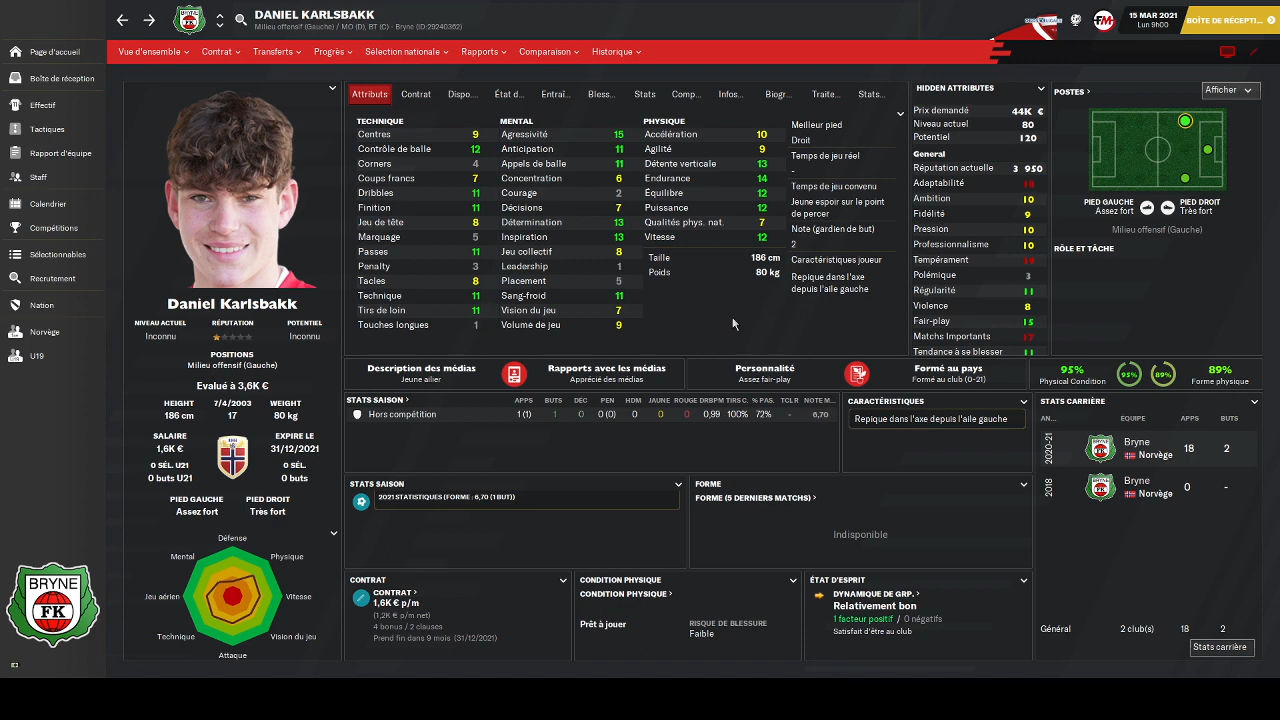 DANIEL KARLSBAKK
Milieu offensif (Gauche) / MO (D), BT (C) - Bryne (ID:29240362)
15 MAR 2021
Lun 9h00
BOÎTE DE RÉCEPTI...
Page d'accueil
Boîte de réception
Effectif
Tactiques
Rapport d'équipe
Staff
Calendrier
Compétitions
Sélectionnables
Recrutement
Nation
Norvège
U19
BRYNE
FK
Vue d'ensemble
Contrat
Transferts
Progrès
Sélection nationale
Rapports
Comparaison
Historique
Daniel Karlsbakk
NIVEAU ACTUEL RÉPUTATION POTENTIEL
Inconnu Inconnu
POSITIONS
Milieu offensif (Gauche)
Evalué à 3,6K €
HEIGHT 7/4/2003 WEIGHT
186 cm 17 80 kg
SALAIRE EXPIRE LE
1,6K € 31/12/2021
0 SÉL. U21 0 SÉL.
0 buts U21 0 buts
PIED GAUCHE PIED DROIT
Assez fort Très fort
Défense
Mental Physique
Jeu aérien Vitesse
Technique Vision du jeu
Attaque
Attributs Contrat Dispo... État d... Entraî... Bless... Stats Comp... Infos... Biogr... Traite... Stats...
TECHNIQUE
Centres 9
Contrôle de balle 12
Corners 4
Coups francs 7
Dribbles 11
Finition 11
Jeu de tête 8
Marquage 5
Passes 11
Penalty 3
Tacles 8
Technique 11
Tirs de loin 11
Touches longues 1
MENTAL
Agressivité 15
Anticipation 11
Appels de balle 11
Concentration 6
Courage 2
Décisions 7
Détermination 13
Inspiration 13
Jeu collectif 8
Leadership 1
Placement 5
Sang-froid 11
Vision du jeu 7
Volume de jeu 9
PHYSIQUE
Accélération 10
Agilité 9
Détente verticale 13
Endurance 14
Équilibre 12
Puissance 12
Qualités phys. nat. 7
Vitesse 12
Taille 186 cm
Poids 80 kg
Meilleur pied
Droit
Temps de jeu réel
-
Temps de jeu convenu
Jeune espoir sur le point
de percer
Note (gardien de but)
2
Caractéristiques joueur
Repique dans l'axe
depuis l'aile gauche
HIDDEN ATTRIBUTES
Prix demandé 44K €
Niveau actuel 80
Potentiel 120
General
Réputation actuelle 3 950
Adaptabilité 18
Ambition 10
Fidélité 9
Pression 10
Professionnalisme 10
Tempérament 19
Polémique 3
Régularité 11
Violence 8
Fair-play 15
Matchs Importants 17
Tendance à se blesser 11
POSTES
Afficher
PIED GAUCHE PIED DROIT
Assez fort Très fort
Milieu offensif (Gauche)
RÔLE ET TÂCHE
Description des médias
Jeune ailier
Rapports avec les médias
Apprécié des médias
Personnalité
Assez fair-play
Formé au pays
Formé au club (0-21)
95%
Physical Condition
95%
89%
89%
Forme physique
STATS SAISON
APPS BUTS DÉC PEN HDM JAUNE ROUGE DRBPM TIRS C. % PAS. TCL R NOTE M...
Hors compétition 1 (1) 1 0 0 (0) 0 0 0 0,99 100% 72% - 6,70
CARACTÉRISTIQUES
Repique dans l'axe depuis l'aile gauche
STATS CARRIÈRE
AN... EQUIPE APPS BUTS
2020-21 Bryne 18 2
Norvège
2018 Bryne 0 -
Norvège
Général 2 club(s) 18 2
Stats carrière
STATS SAISON
2021 STATISTIQUES (FORME : 6,70 (1 BUT))
FORME
FORME (5 DERNIERS MATCHS)
Indisponible
CONTRAT
CONTRAT
1,6K € p/m
(1,2K € p/m net)
4 bonus / 2 clauses
Prend fin dans 9 mois (31/12/2021)
CONDITION PHYSIQUE
CONDITION PHYSIQUE
Prêt à jouer
RISQUE DE BLESSURE
Faible
ÉTAT D'ESPRIT
DYNAMIQUE DE GRP.
Relativement bon
1 facteur positif / 0 négatifs
Satisfait d'être au club